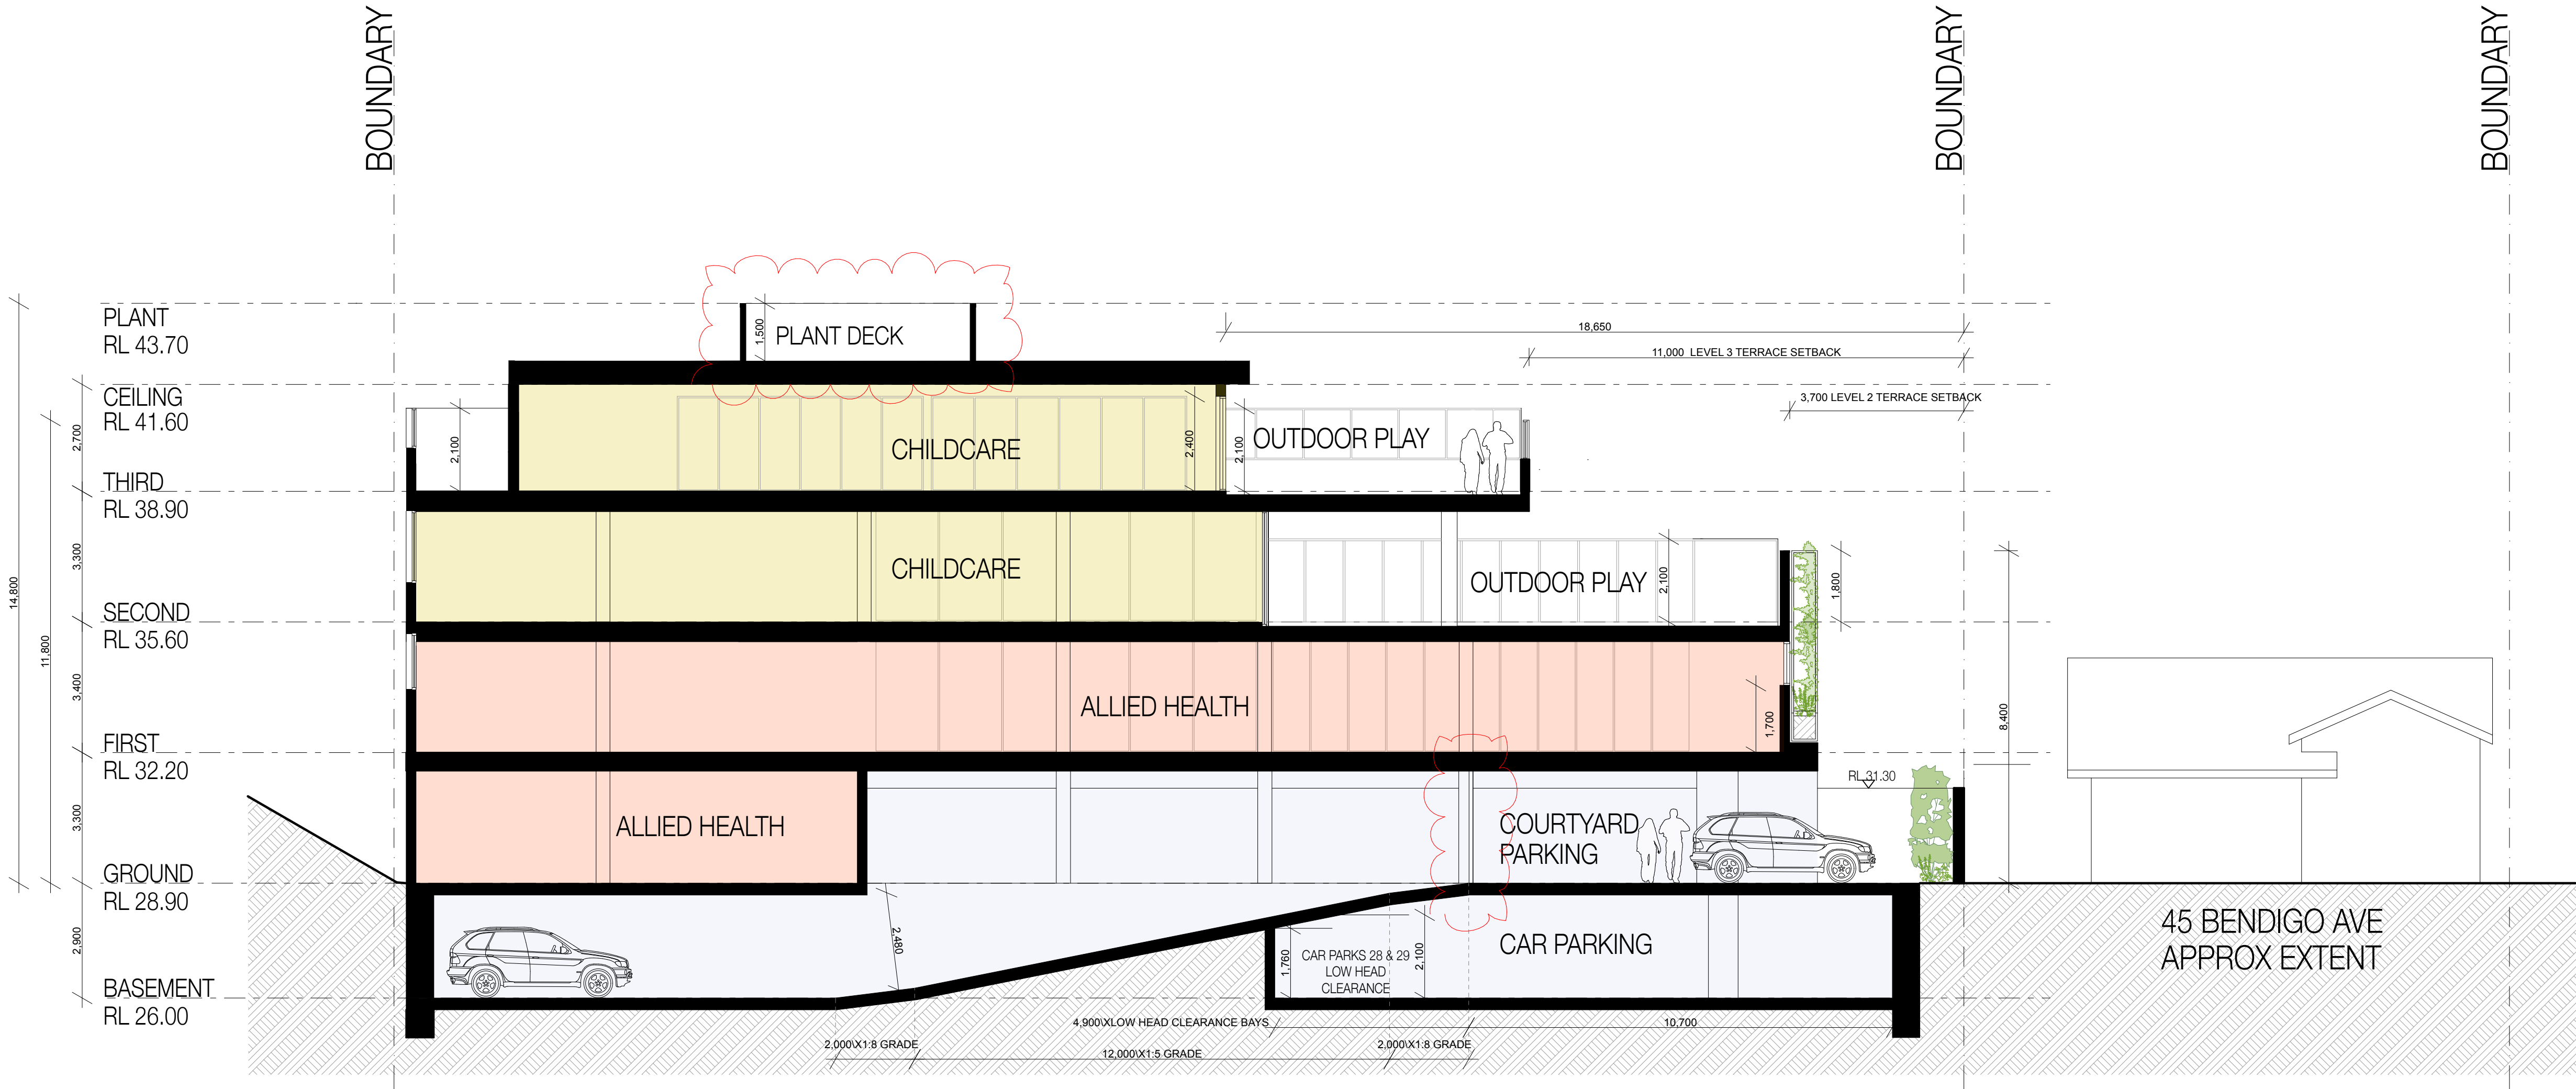 BOUNDARY
BOUNDARY
BOUNDARY
PLANT
RL 43.70
CEILING
RL 41.60
THIRD
RL 38.90
SECOND
RL 35.60
FIRST
RL 32.20
GROUND
RL 28.90
BASEMENT
RL 26.00
14,800
11,800
2,700
3,300
3,400
3,300
2,900
1,500
PLANT DECK
18,650
11,000 LEVEL 3 TERRACE SETBACK
3,700 LEVEL 2 TERRACE SETBACK
2,100
CHILDCARE
2,400
2,100
OUTDOOR PLAY
CHILDCARE
OUTDOOR PLAY
2,100
1,800
ALLIED HEALTH
1,700
8,400
RL 31.30
ALLIED HEALTH
COURTYARD
PARKING
2,480
1,760
CAR PARKS 28 & 29
LOW HEAD
CLEARANCE
2,100
CAR PARKING
45 BENDIGO AVE
APPROX EXTENT
4,900\XLOW HEAD CLEARANCE BAYS
10,700
2,000\X1:8 GRADE
12,000\X1:5 GRADE
2,000\X1:8 GRADE